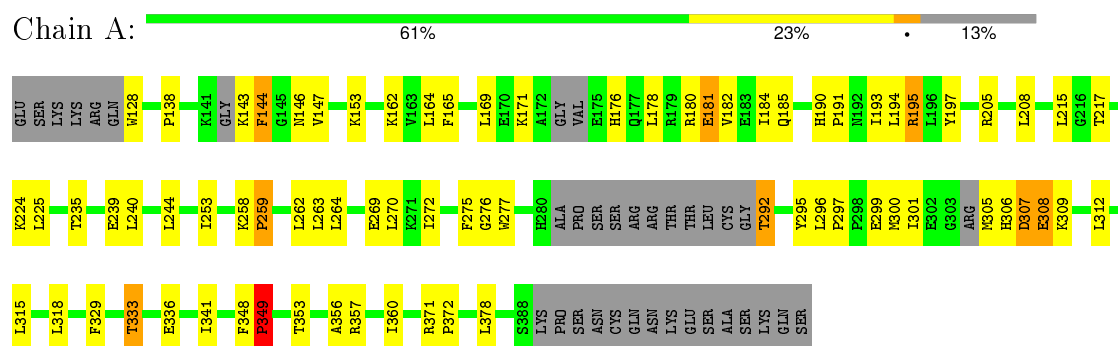 Chain A:
61% 23% • 13%
GLU SER LYS LYS ARG GLN W128 P138 K141 GLY K143 F144 G145 N146 V147 K153 K162 V163 L164 F165 L169 E170 K171 A172 GLY VAL E175 H176 Q177 L178 R179 R180 E181 V182 E183 I184 Q185 H190 P191 N192 I193 L194 R195 L196 Y197 R205 L208 L215 G216 T217
K224 L225 T235 E239 L240 L244 I253 K258 P259 L262 L263 L264 E269 L270 K271 I272 F275 G276 W277 H280 ALA PRO SER SER ARG ARG THR THR LEU CYS GLY T292 Y295 L296 P297 P298 E299 M300 I301 E302 G303 ARG M305 H306 D307 E308 K309 L312
L315 L318 F329 T333 E336 I341 F348 P349 T353 A356 R357 I360 R371 P372 L378 S388 LYS PRO SER ASN CYS GLN ASN LYS GLU SER ALA SER LYS GLN SER